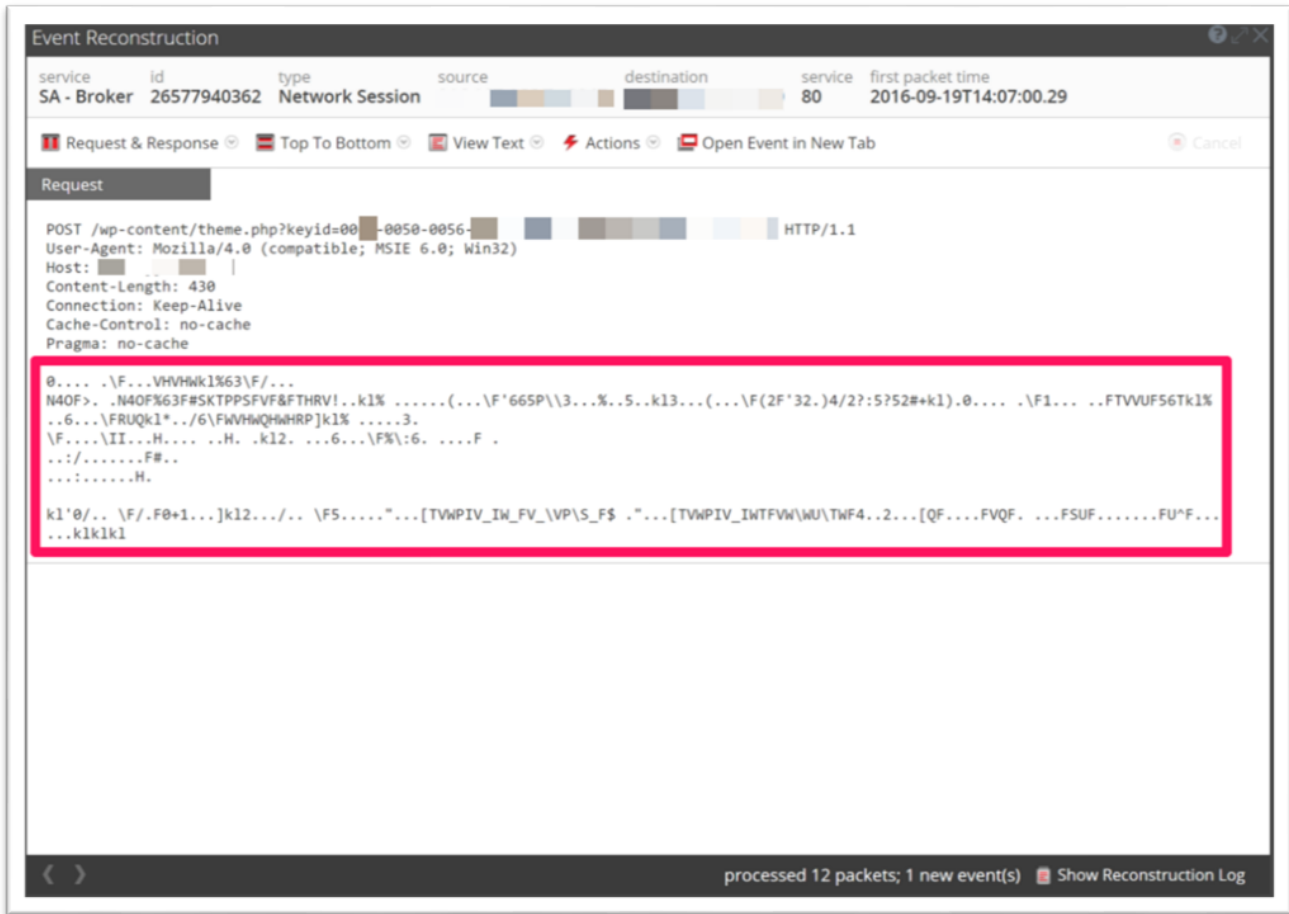 Event Reconstruction
service id type source destination service first packet time
SA - Broker 26577940362 Network Session 80 2016-09-19T14:07:00.29
Request & Response Top To Bottom View Text Actions Open Event in New Tab Cancel
Request
POST /wp-content/theme.php?keyid=00 -0050-0056- HTTP/1.1
User-Agent: Mozilla/4.0 (compatible; MSIE 6.0; Win32)
Host:
Content-Length: 430
Connection: Keep-Alive
Cache-Control: no-cache
Pragma: no-cache
0.... .\F...VHVHWkl%63\F/...
N4OF>. .N4OF%63F#SKTPPSFVF&FTHRV!..kl% ......(...\F'665P\\3...%..5..kl3...(...\F(2F'32.)4/2?:5?52#+kl).0.... .\F1... ..FTVVUF56Tkl%
..6...\FRUQkl*../6\FWVHWQHWHRP]kl% .....3.
\F....\II...H.... ..H. .kl2. ...6...\F%\:6. ....F .
..:/.......F#..
...:......H.
kl'0/.. \F/.F0+1...]kl2.../.. \F5....."...[TVWPIV_IW_FV_\VP\S_F$ ."...[TVWPIV_IWTFVW\WU\TWF4..2...[QF....FVQF. ...FSUF.......FU^F...
...klklkl
processed 12 packets; 1 new event(s) Show Reconstruction Log